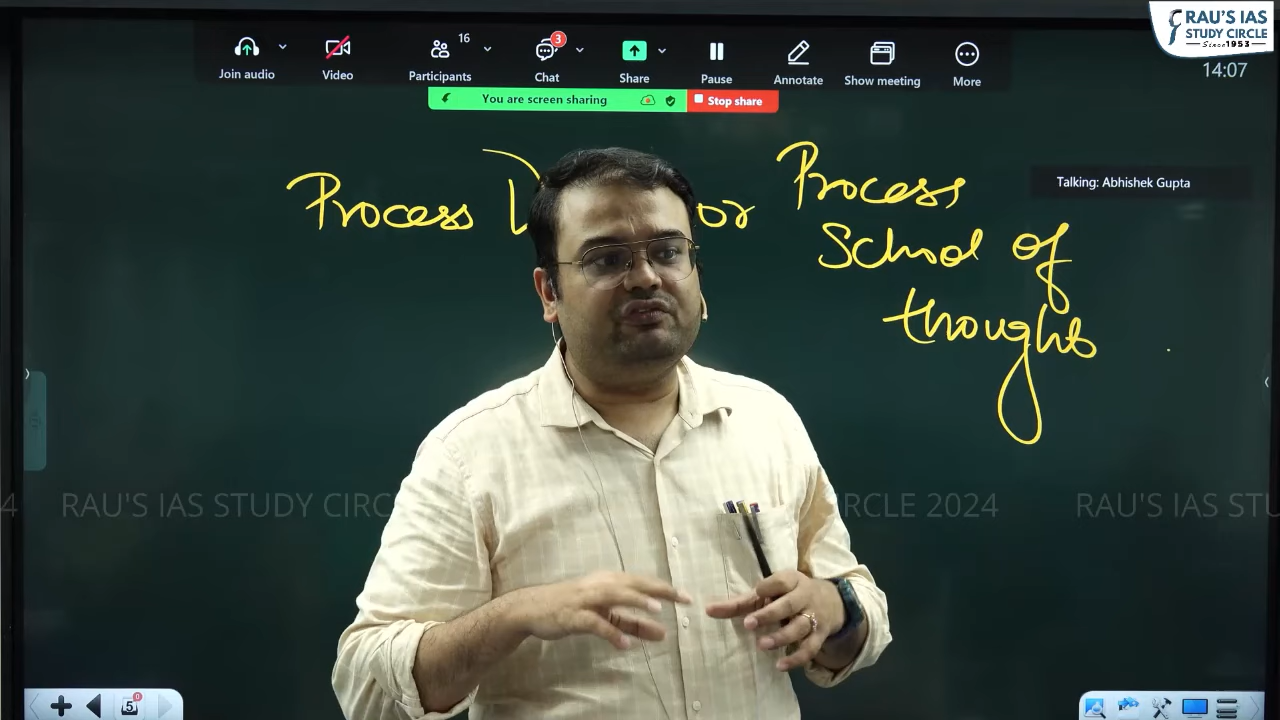 RAU'S IAS
STUDY CIRCLE
Since 1953
14:07
Join audio
Video
16
Participants
3
Chat
Share
Pause
Annotate
Show meeting
More
You are screen sharing
Stop share
Talking: Abhishek Gupta
Process
or
Process
School of
thought
RAU'S IAS STUDY CIRC
RCLE 2024
RAU'S IAS STU
5